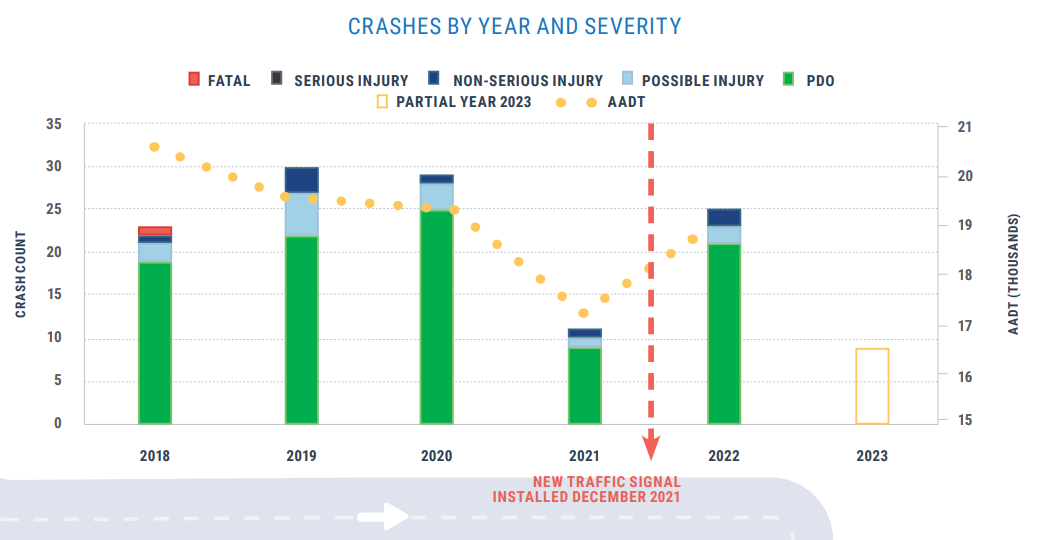 CRASHES BY YEAR AND SEVERITY
FATAL SERIOUS INJURY NON-SERIOUS INJURY POSSIBLE INJURY PDO
PARTIAL YEAR 2023 AADT
35
30
25
20
15
10
5
0
CRASH COUNT
21
20
19
18
17
16
15
AADT (THOUSANDS)
2018 2019 2020 2021 2022 2023
NEW TRAFFIC SIGNAL
INSTALLED DECEMBER 2021